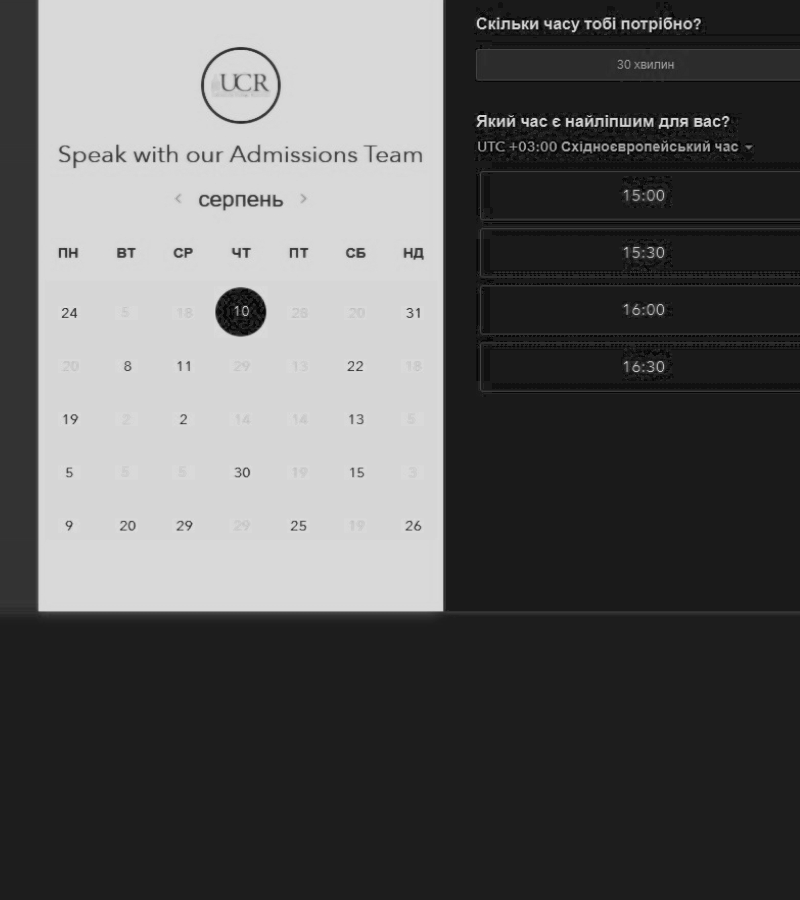 UCR
Speak with our Admissions Team
серпень
ПН ВТ СР ЧТ ПТ СБ НД
24 5 18 10 28 20 31
20 8 11 29 13 22 18
19 2 2 14 14 13 5
5 5 5 30 19 15 3
9 20 29 29 25 19 26
Скільки часу тобі потрібно?
30 хвилин
Який час є найліпшим для вас?
UTC +03:00 Східноєвропейський час
15:00
15:30
16:00
16:30